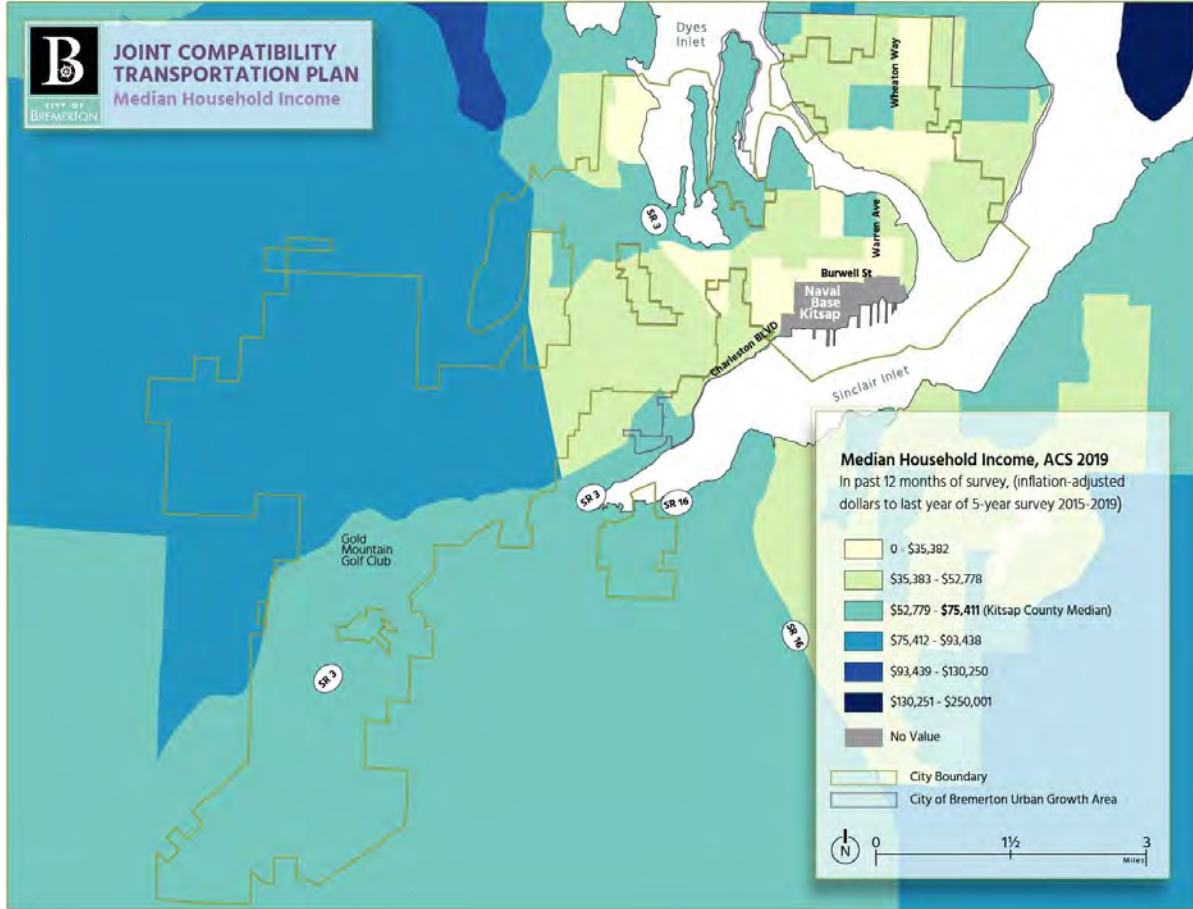 B
CITY OF
BREMERTON
JOINT COMPATIBILITY
TRANSPORTATION PLAN
Median Household Income
Dyes
Inlet
Wheaton Way
SR 3
Warren Ave
Burwell St
Naval
Base
Kitsap
Charleston BLVD
Sinclair Inlet
SR 3
SR 16
Gold
Mountain
Golf Club
SR 16
SR 3
Median Household Income, ACS 2019
In past 12 months of survey, (inflation-adjusted
dollars to last year of 5-year survey 2015-2019)
0 - $35,382
$35,383 - $52,778
$52,779 - $75,411 (Kitsap County Median)
$75,412 - $93,438
$93,439 - $130,250
$130,251 - $250,001
No Value
City Boundary
City of Bremerton Urban Growth Area
N
0 1½ 3
Miles